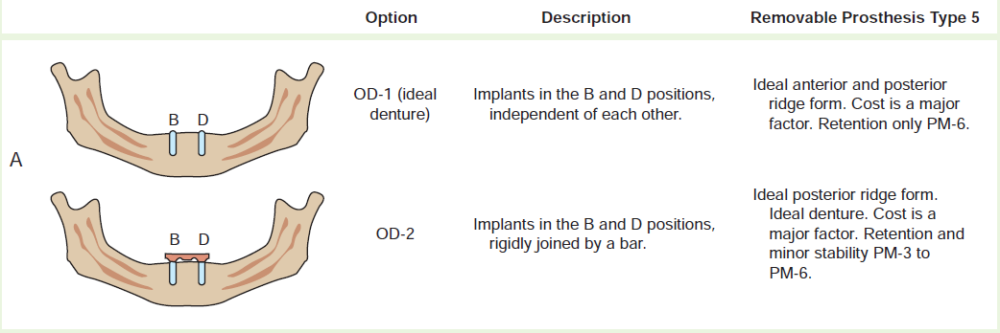 Option Description Removable Prosthesis Type 5
A
B D
OD-1 (ideal
denture)
Implants in the B and D positions,
independent of each other.
Ideal anterior and posterior
ridge form. Cost is a major
factor. Retention only PM-6.
B D
OD-2
Implants in the B and D positions,
rigidly joined by a bar.
Ideal posterior ridge form.
Ideal denture. Cost is a
major factor. Retention and
minor stability PM-3 to
PM-6.